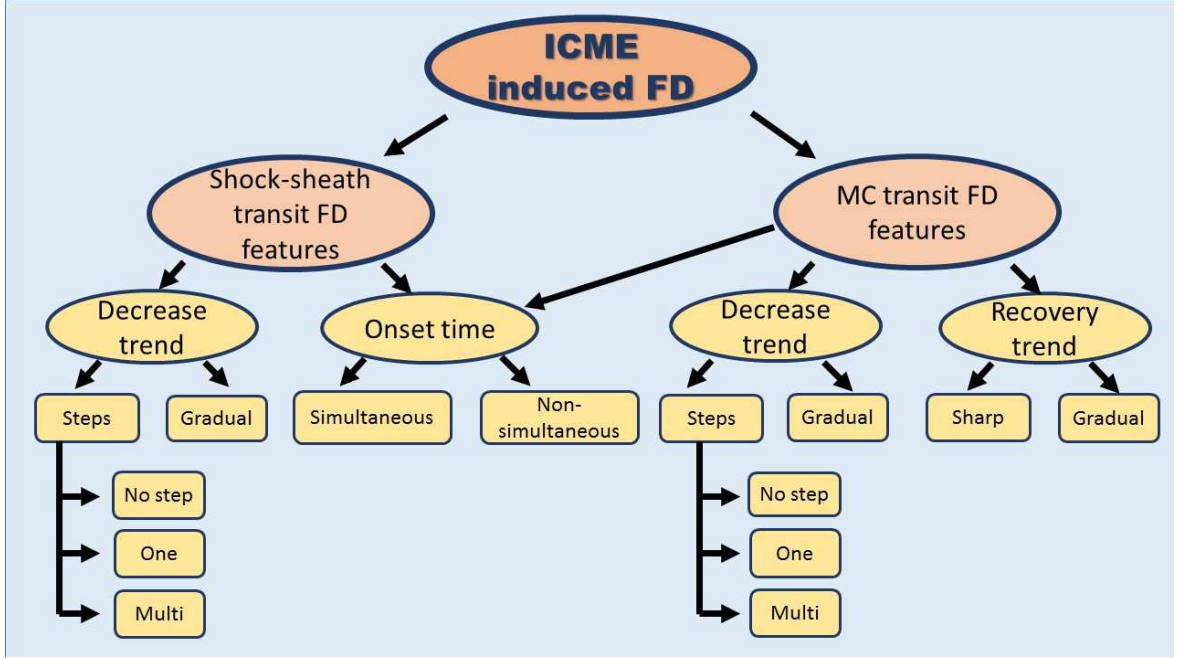 ICME
induced FD
Shock-sheath
transit FD
features
MC transit FD
features
Decrease
trend
Onset time
Decrease
trend
Recovery
trend
Steps
Gradual
Simultaneous
Non-
simultaneous
Steps
Gradual
Sharp
Gradual
No step
One
Multi
No step
One
Multi